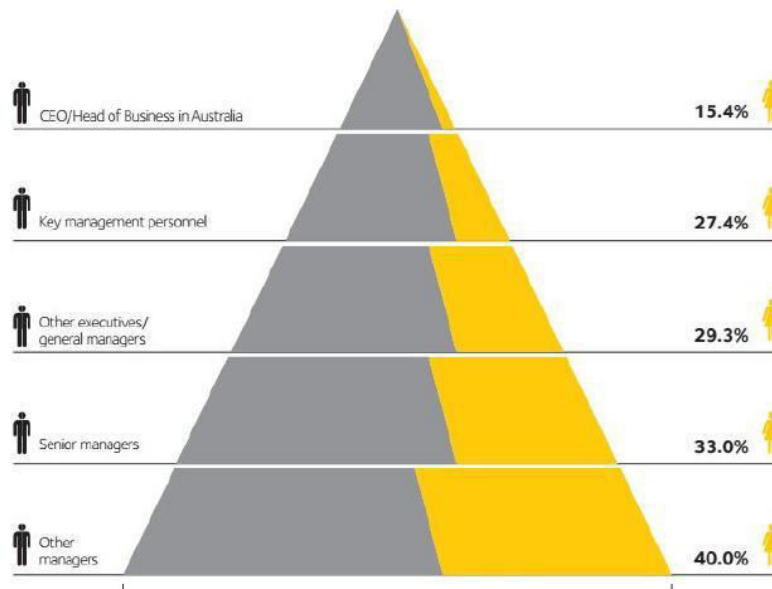 CEO/Head of Business in Australia
15.4%
Key management personnel
27.4%
Other executives/
general managers
29.3%
Senior managers
33.0%
Other
managers
40.0%